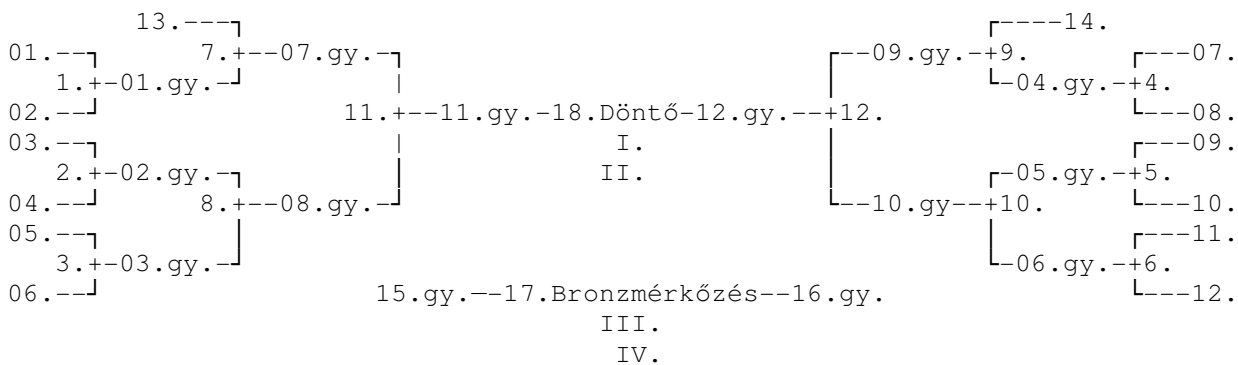 13.---┐ ┌----14.
01.--┐ 7.+--07.gy.-┐ ┌--09.gy.-+9. ┌---07.
1.+-01.gy.-┘ | └-04.gy.-+4.
02.--┘ 11.+--11.gy.-18.Döntő-12.gy.--+12. └---08.
03.--┐ | I. │ ┌---09.
2.+-02.gy.-┐ │ II. │ ┌-05.gy.-+5.
04.--┘ 8.+--08.gy.-┘ └--10.gy--+10. └---10.
05.--┐ │ │ ┌---11.
3.+-03.gy.-┘ └-06.gy.-+6.
06.--┘ 15.gy.—-17.Bronzmérkőzés--16.gy. └---12.
III.
IV.